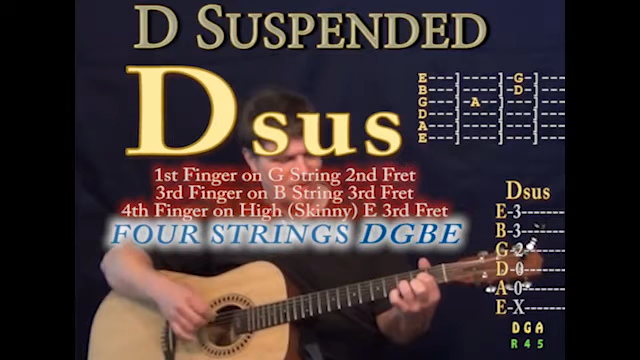 D SUSPENDED
Dsus
1st Finger on G String 2nd Fret
3rd Finger on B String 3rd Fret
4th Finger on High (Skinny) E 3rd Fret
FOUR STRINGS DGBE
E---]----]--G--]---
B---]----]--D--]---
G---]--A-]-----]---
D---]----]-----]---
A---]----]-----]---
E---]----]-----]---
Dsus
E-3-----
B-3-----
G-2-----
D-0-----
A-0-----
E-X-----
D G A
R 4 5